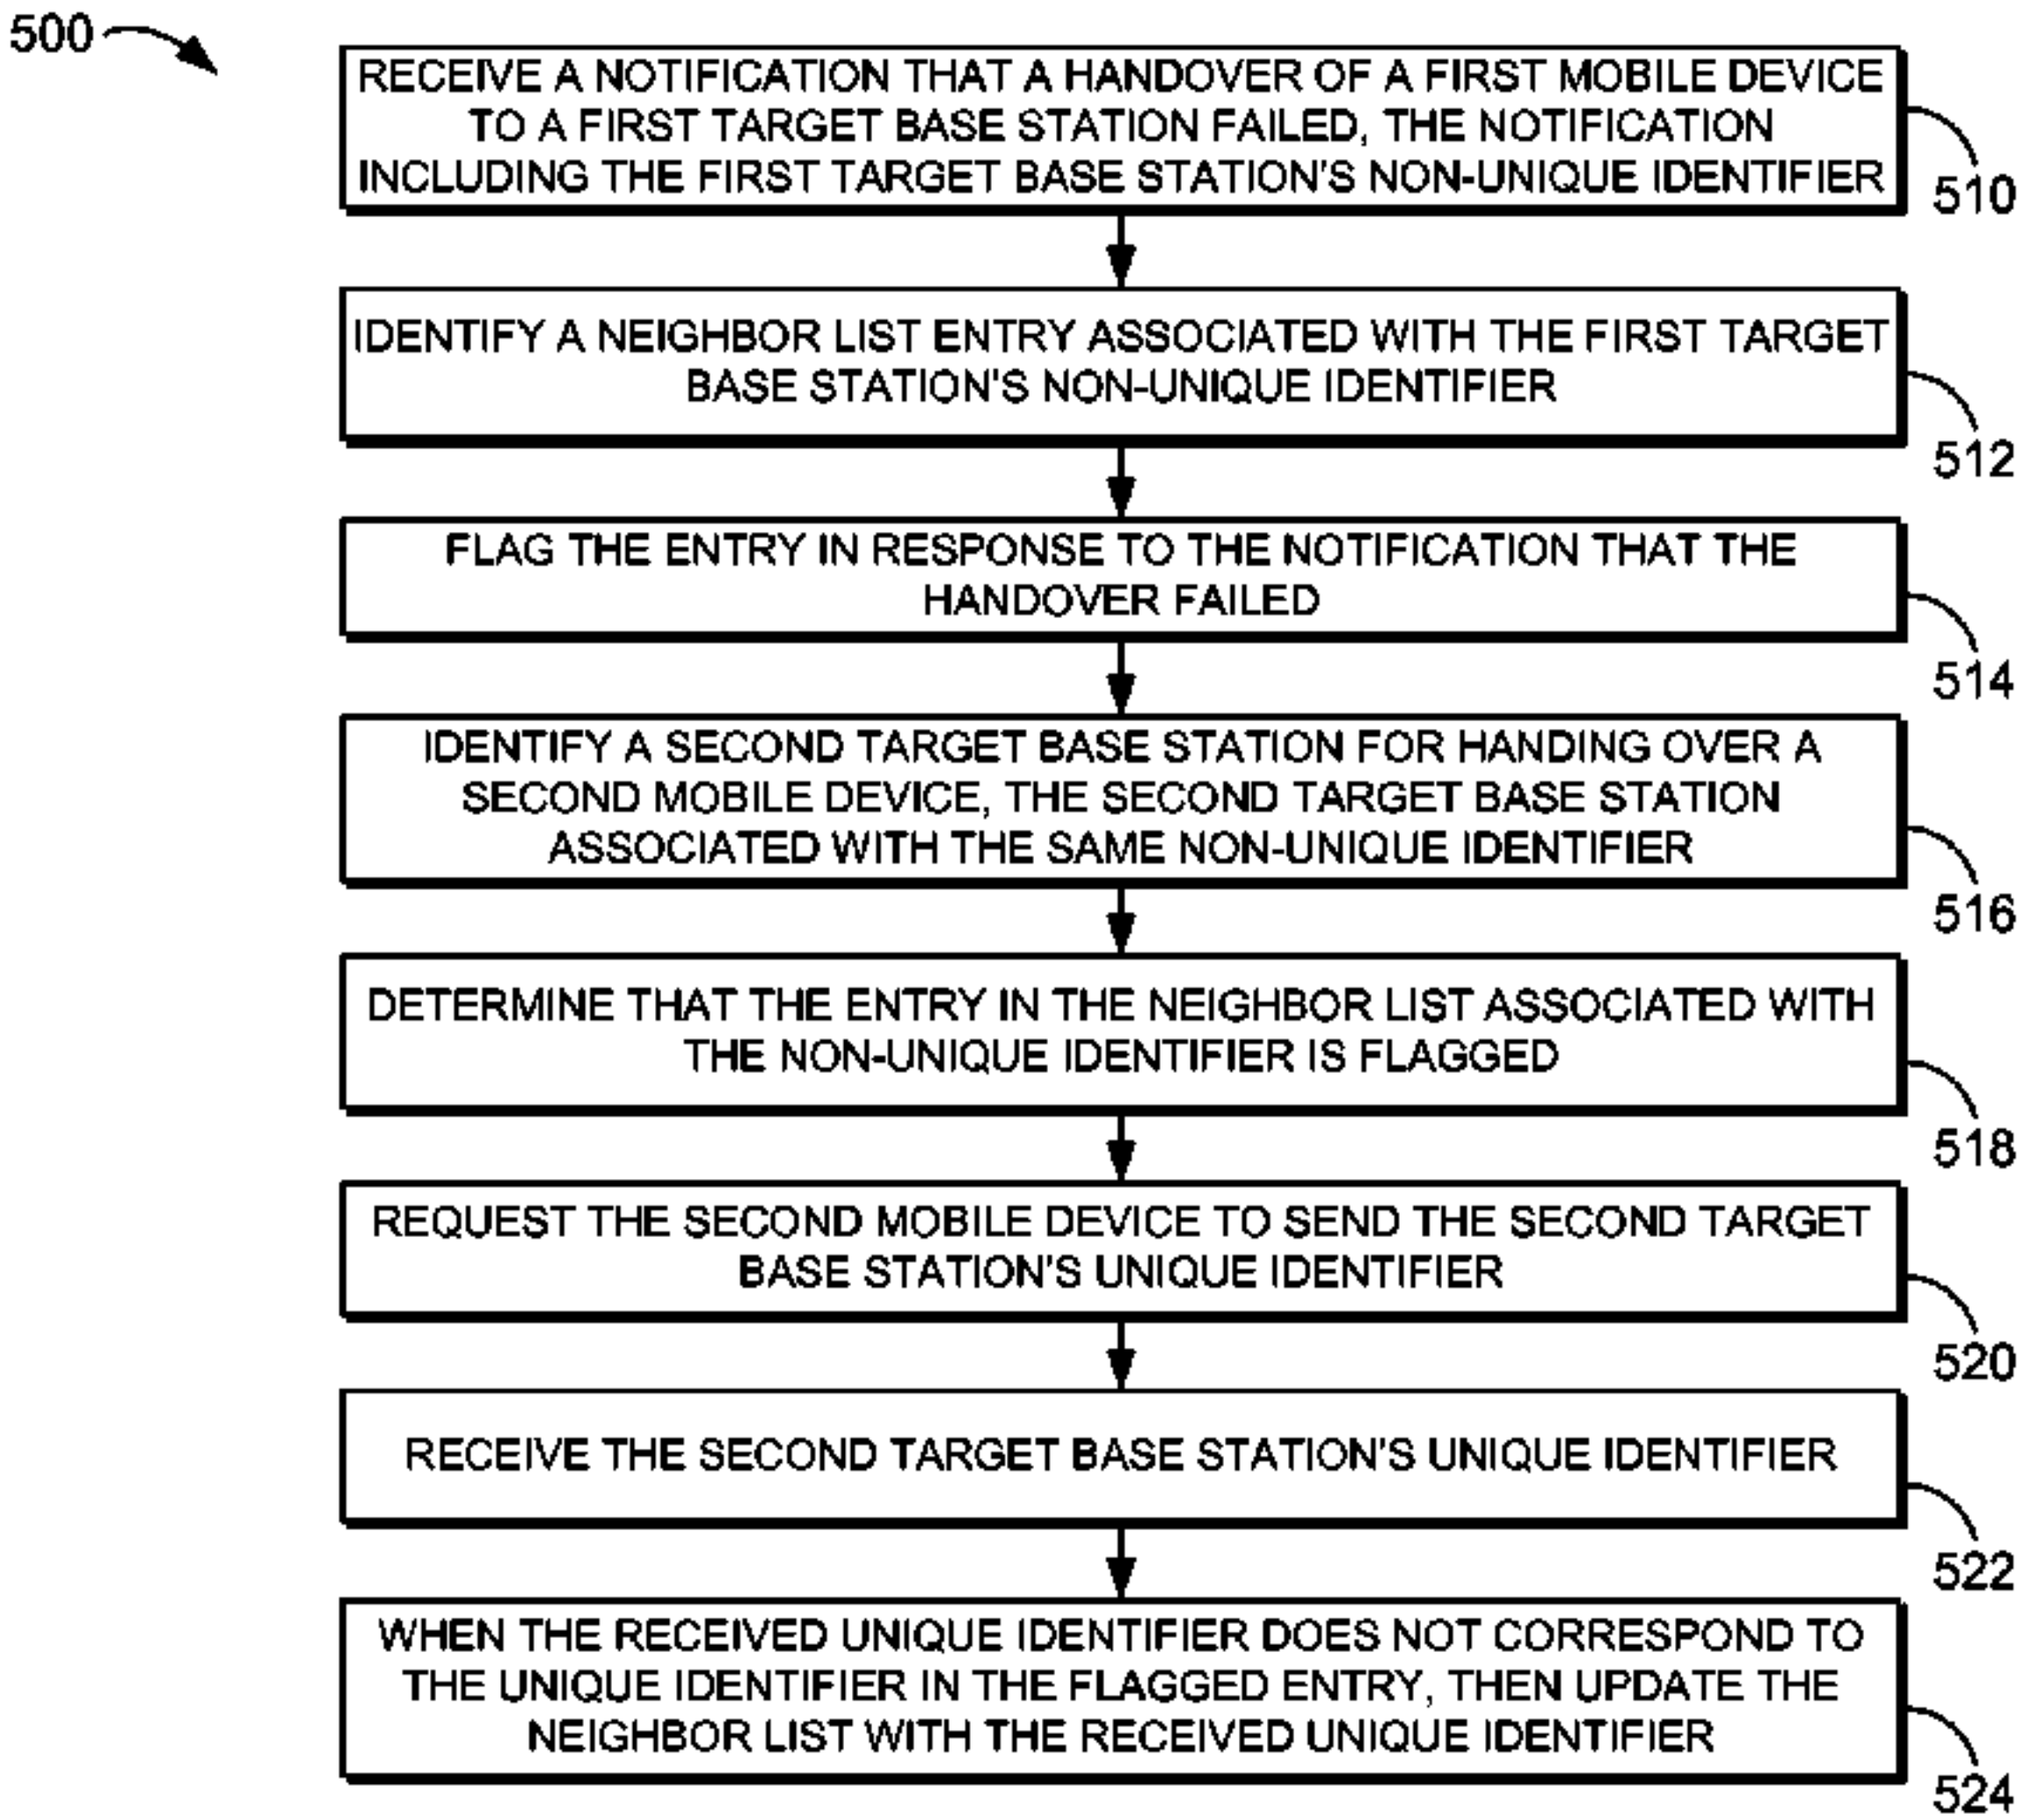 500
RECEIVE A NOTIFICATION THAT A HANDOVER OF A FIRST MOBILE DEVICE
TO A FIRST TARGET BASE STATION FAILED, THE NOTIFICATION
INCLUDING THE FIRST TARGET BASE STATION'S NON-UNIQUE IDENTIFIER
510
IDENTIFY A NEIGHBOR LIST ENTRY ASSOCIATED WITH THE FIRST TARGET
BASE STATION'S NON-UNIQUE IDENTIFIER
512
FLAG THE ENTRY IN RESPONSE TO THE NOTIFICATION THAT THE
HANDOVER FAILED
514
IDENTIFY A SECOND TARGET BASE STATION FOR HANDING OVER A
SECOND MOBILE DEVICE, THE SECOND TARGET BASE STATION
ASSOCIATED WITH THE SAME NON-UNIQUE IDENTIFIER
516
DETERMINE THAT THE ENTRY IN THE NEIGHBOR LIST ASSOCIATED WITH
THE NON-UNIQUE IDENTIFIER IS FLAGGED
518
REQUEST THE SECOND MOBILE DEVICE TO SEND THE SECOND TARGET
BASE STATION'S UNIQUE IDENTIFIER
520
RECEIVE THE SECOND TARGET BASE STATION'S UNIQUE IDENTIFIER
522
WHEN THE RECEIVED UNIQUE IDENTIFIER DOES NOT CORRESPOND TO
THE UNIQUE IDENTIFIER IN THE FLAGGED ENTRY, THEN UPDATE THE
NEIGHBOR LIST WITH THE RECEIVED UNIQUE IDENTIFIER
524